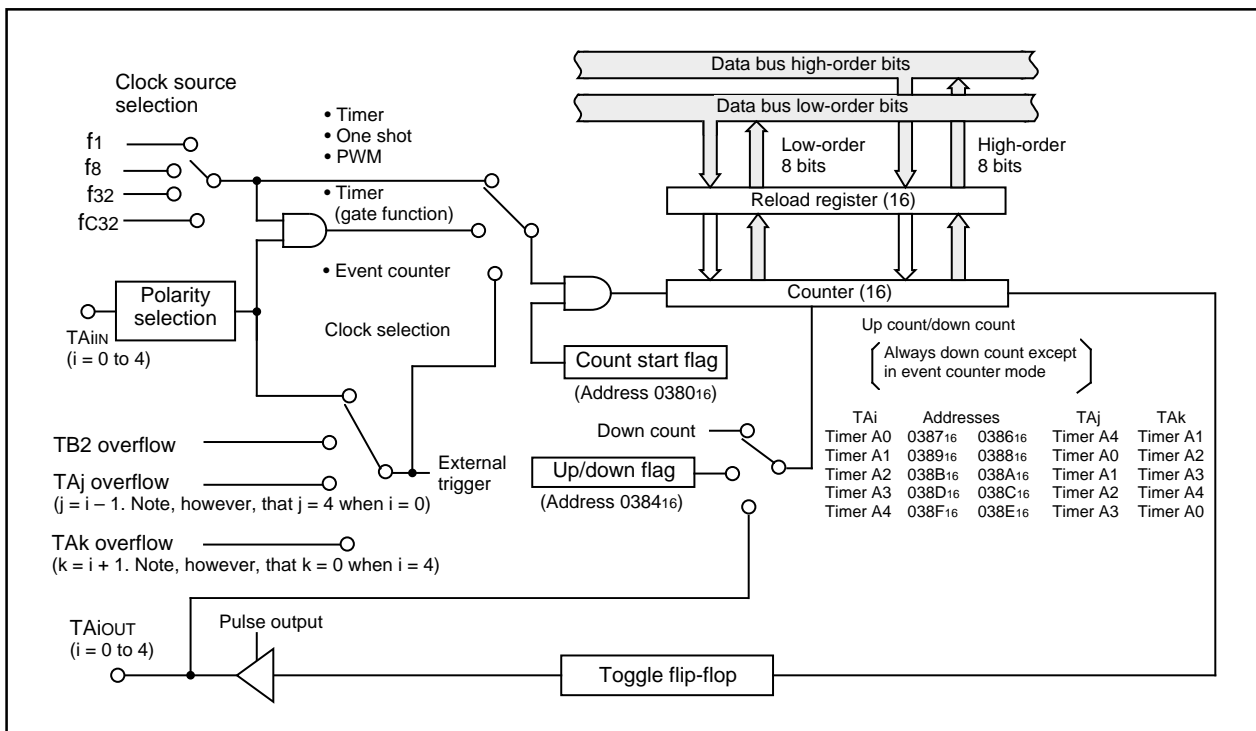 Clock source
selection
f1
f8
f32
fC32
• Timer
• One shot
• PWM
• Timer
(gate function)
• Event counter
Clock selection
Polarity
selection
TAiIN
(i = 0 to 4)
TB2 overflow
TAj overflow
(j = i – 1. Note, however, that j = 4 when i = 0)
TAk overflow
(k = i + 1. Note, however, that k = 0 when i = 4)
External
trigger
Data bus high-order bits
Data bus low-order bits
Low-order
8 bits
High-order
8 bits
Reload register (16)
Counter (16)
Count start flag
(Address 038016)
Up count/down count
Always down count except
in event counter mode
Down count
Up/down flag
(Address 038416)
TAi Addresses TAj TAk
Timer A0 038716 038616 Timer A4 Timer A1
Timer A1 038916 038816 Timer A0 Timer A2
Timer A2 038B16 038A16 Timer A1 Timer A3
Timer A3 038D16 038C16 Timer A2 Timer A4
Timer A4 038F16 038E16 Timer A3 Timer A0
Pulse output
TAiOUT
(i = 0 to 4)
Toggle flip-flop